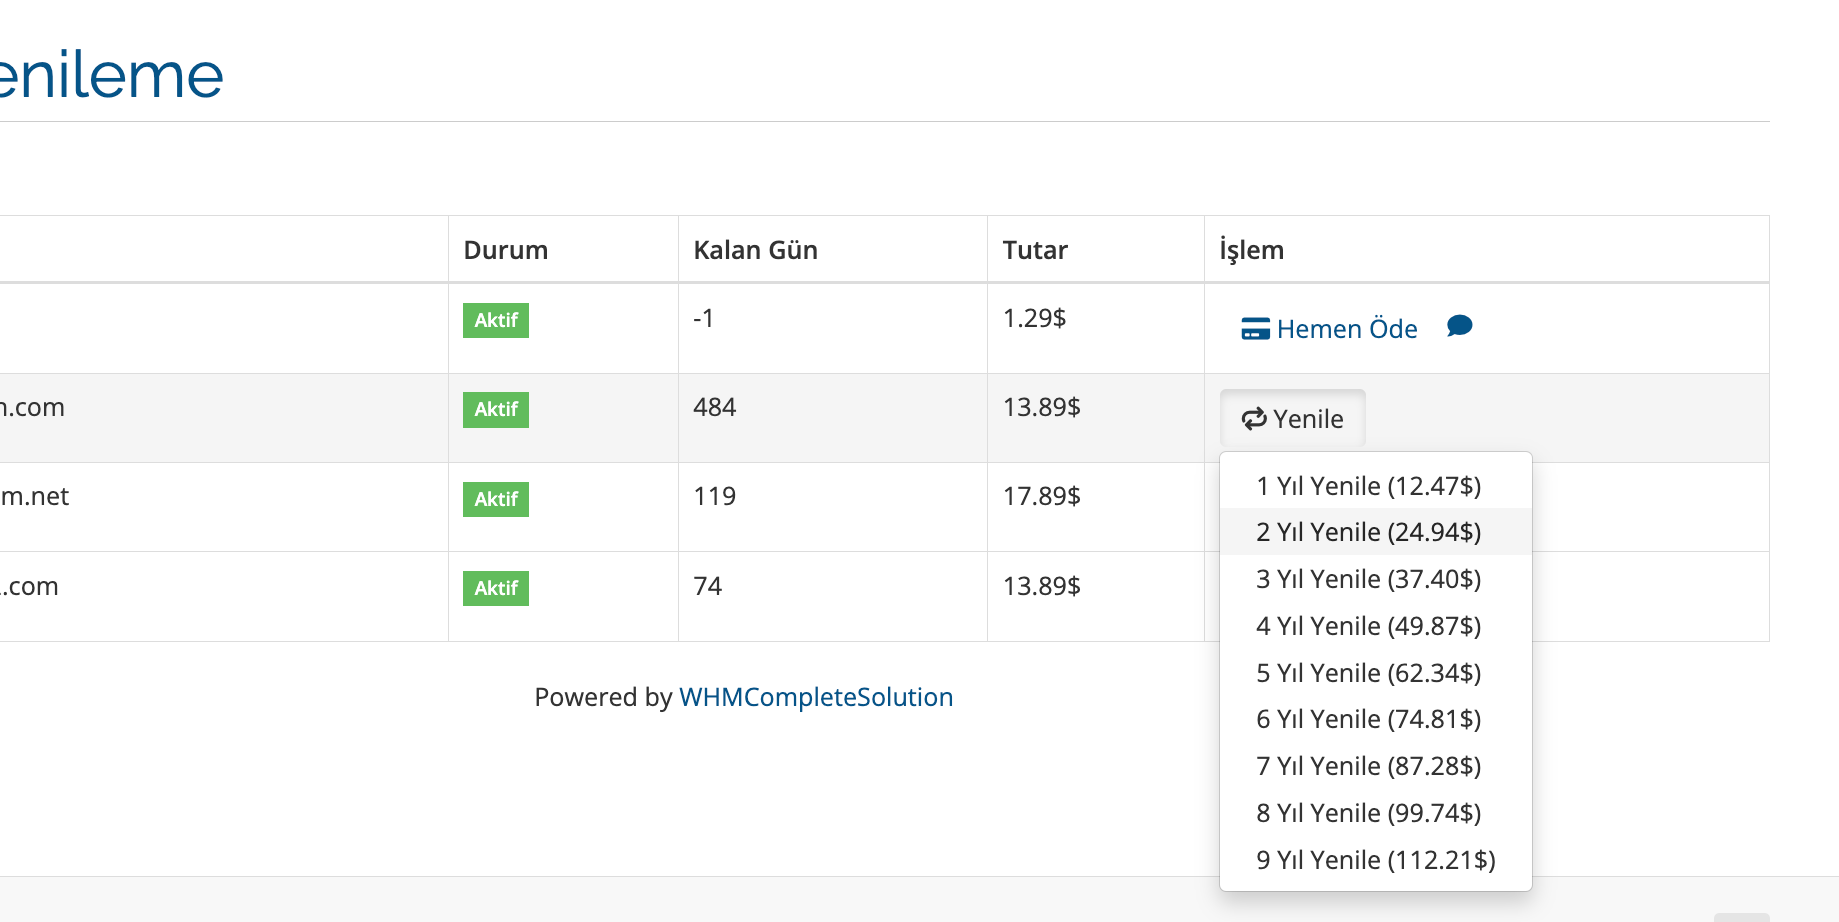 enileme
Durum Kalan Gün Tutar İşlem
Aktif -1 1.29$ Hemen Öde
n.com Aktif 484 13.89$ Yenile
m.net Aktif 119 17.89$
.com Aktif 74 13.89$
1 Yıl Yenile (12.47$)
2 Yıl Yenile (24.94$)
3 Yıl Yenile (37.40$)
4 Yıl Yenile (49.87$)
5 Yıl Yenile (62.34$)
6 Yıl Yenile (74.81$)
7 Yıl Yenile (87.28$)
8 Yıl Yenile (99.74$)
9 Yıl Yenile (112.21$)
Powered by WHMCompleteSolution